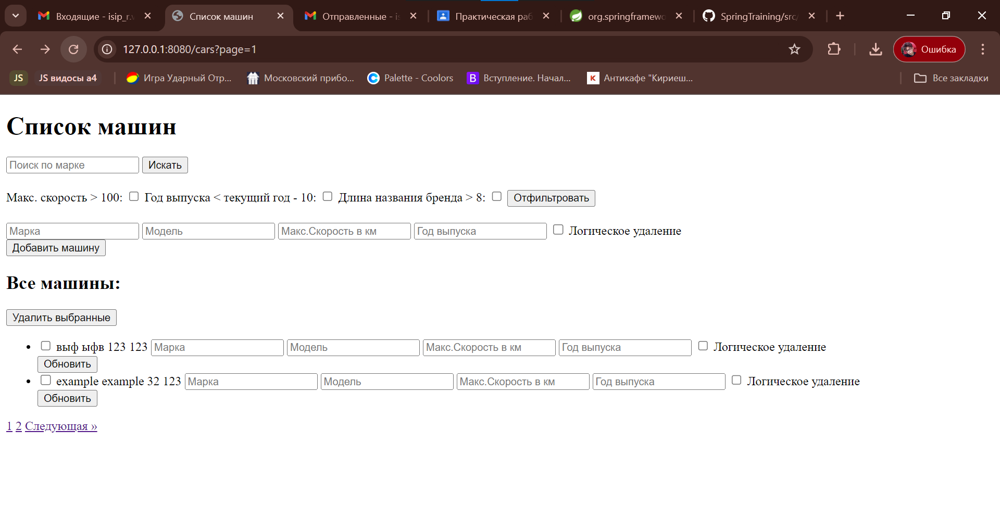 Входящие - isip_r. Список машин Отправленные - is Практическая раб org.springframewo SpringTraining/src/
127.0.0.1:8080/cars?page=1 Ошибка
JS JS видосы а4 Игра Ударный Отр... Московский прибо... Palette - Coolors Вступление. Начал... Антикафе "Кириеш... Все закладки
Список машин
Поиск по марке Искать
Макс. скорость > 100: Год выпуска < текущий год - 10: Длина названия бренда > 8: Отфильтровать
Марка Модель Макс.Скорость в км Год выпуска Логическое удаление
Добавить машину
Все машины:
Удалить выбранные
• выф ыфв 123 123 Марка Модель Макс.Скорость в км Год выпуска Логическое удаление
Обновить
• example example 32 123 Марка Модель Макс.Скорость в км Год выпуска Логическое удаление
Обновить
1 2 Следующая »